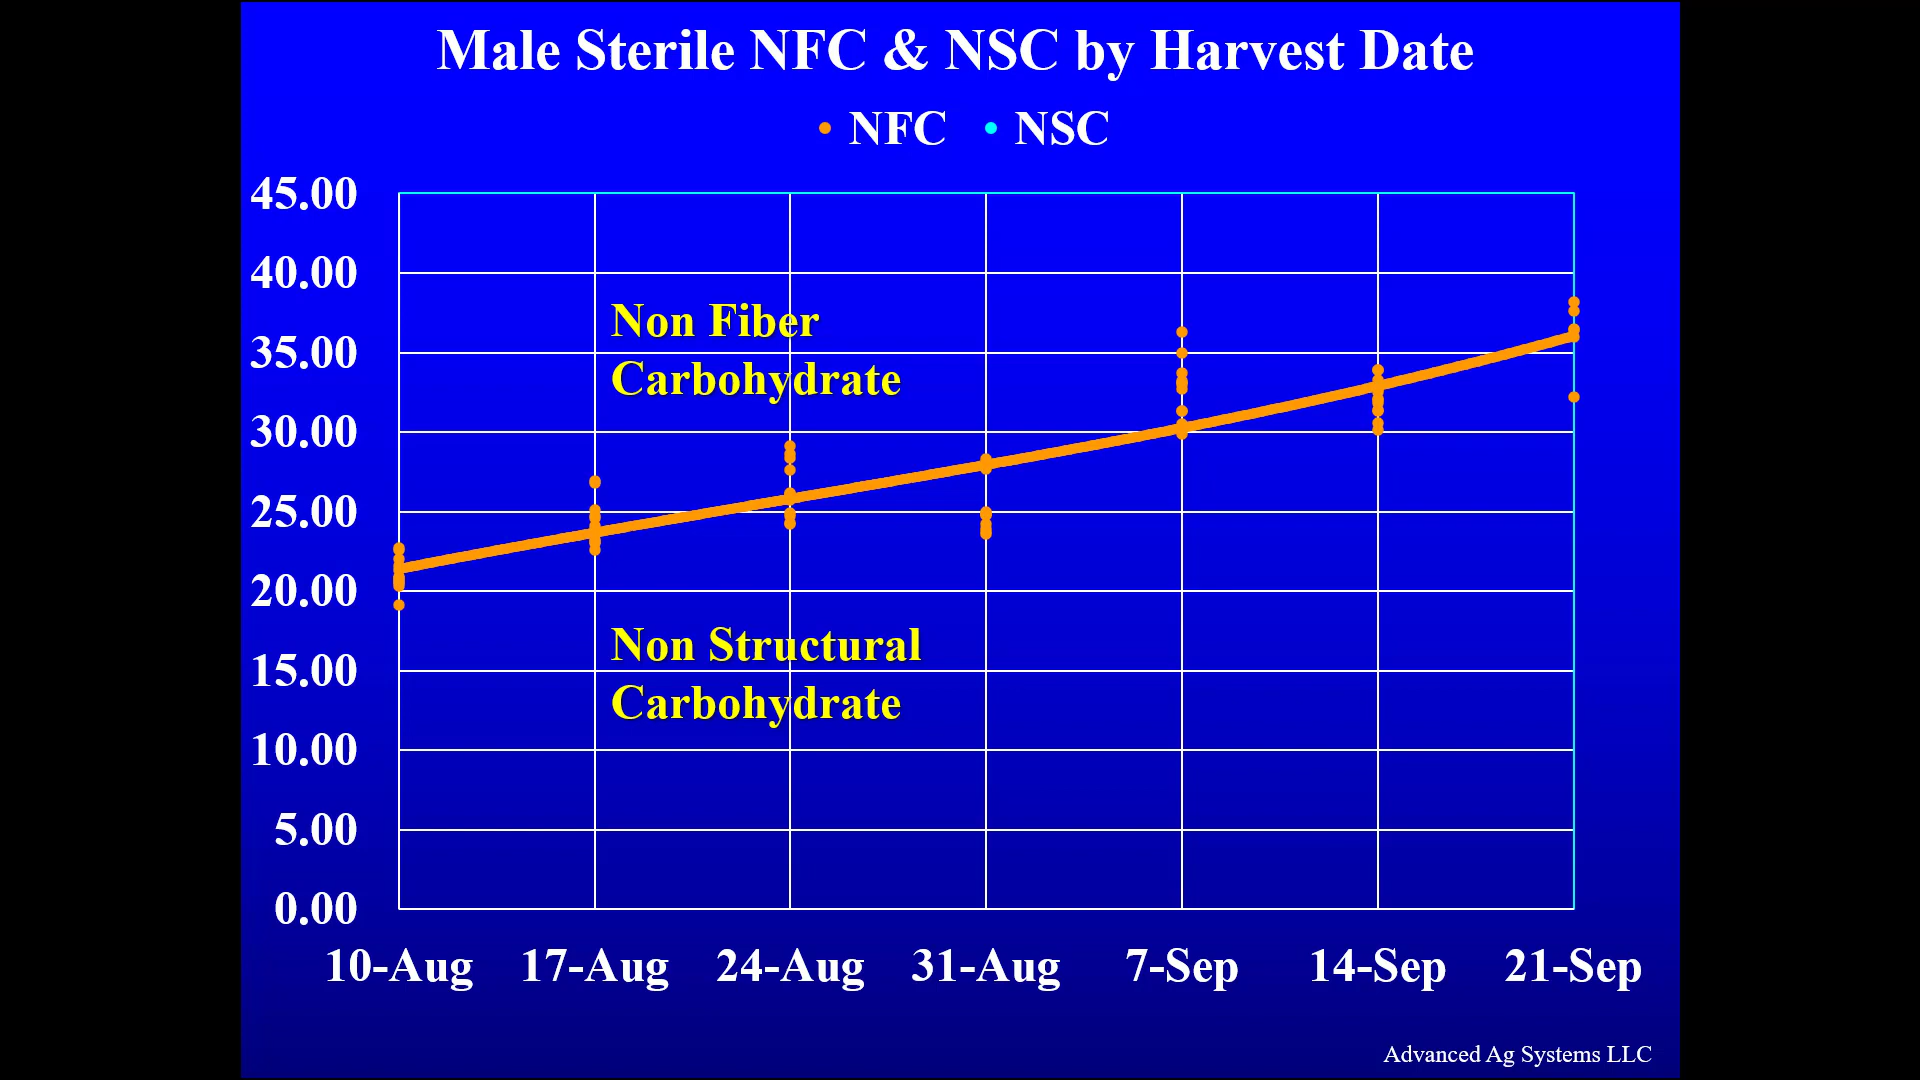 Male Sterile NFC & NSC by Harvest Date
NFC NSC
45.00
40.00
Non Fiber
35.00
Carbohydrate
30.00
25.00
20.00
Non Structural
15.00
Carbohydrate
10.00
5.00
0.00
10-Aug 17-Aug 24-Aug 31-Aug 7-Sep 14-Sep 21-Sep
Advanced Ag Systems LLC